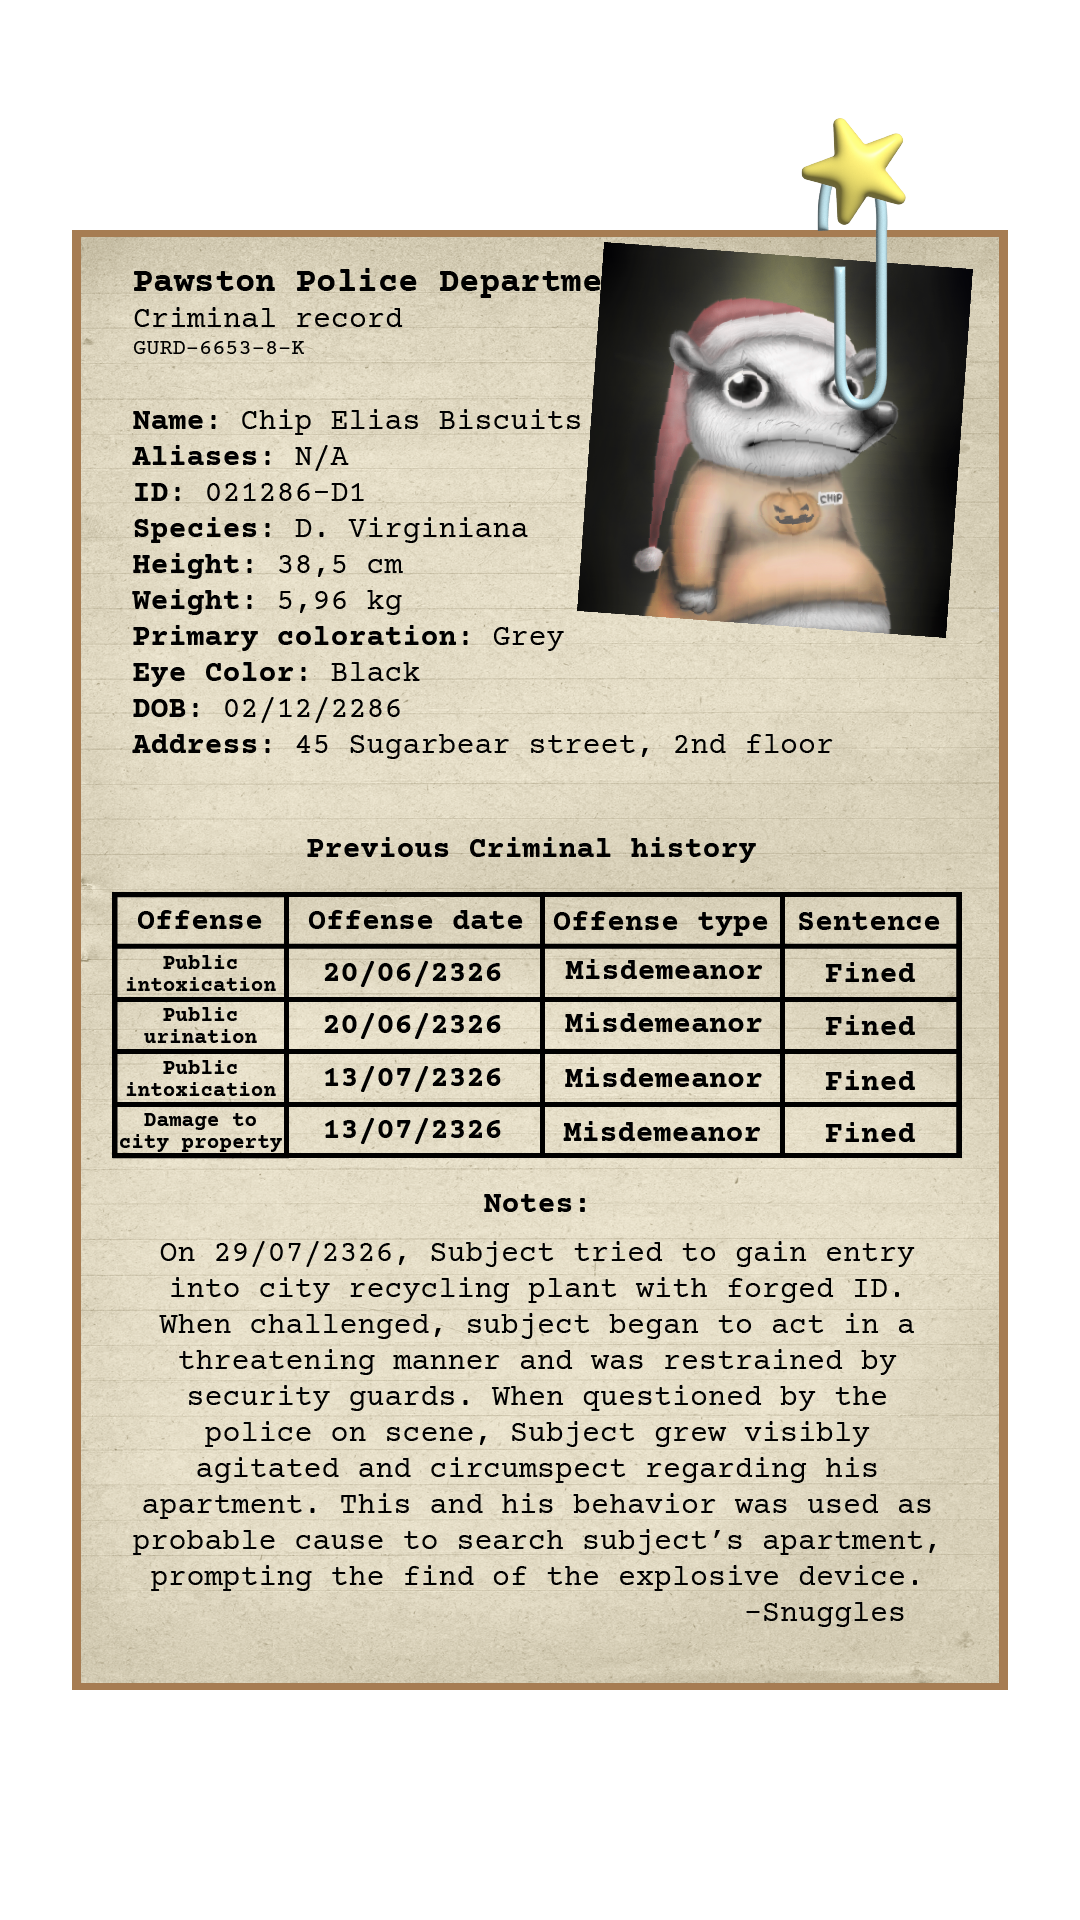 Pawston Police Departme
Criminal record
GURD-6653-8-K
Name: Chip Elias Biscuits
Aliases: N/A
ID: 021286-D1
Species: D. Virginiana
Height: 38,5 cm
Weight: 5,96 kg
Primary coloration: Grey
Eye Color: Black
DOB: 02/12/2286
Address: 45 Sugarbear street, 2nd floor
CHIP
Previous Criminal history
Offense Offense date Offense type Sentence
Public
intoxication 20/06/2326 Misdemeanor Fined
Public
urination 20/06/2326 Misdemeanor Fined
Public
intoxication 13/07/2326 Misdemeanor Fined
Damage to
city property 13/07/2326 Misdemeanor Fined
Notes:
On 29/07/2326, Subject tried to gain entry
into city recycling plant with forged ID.
When challenged, subject began to act in a
threatening manner and was restrained by
security guards. When questioned by the
police on scene, Subject grew visibly
agitated and circumspect regarding his
apartment. This and his behavior was used as
probable cause to search subject’s apartment,
prompting the find of the explosive device.
-Snuggles